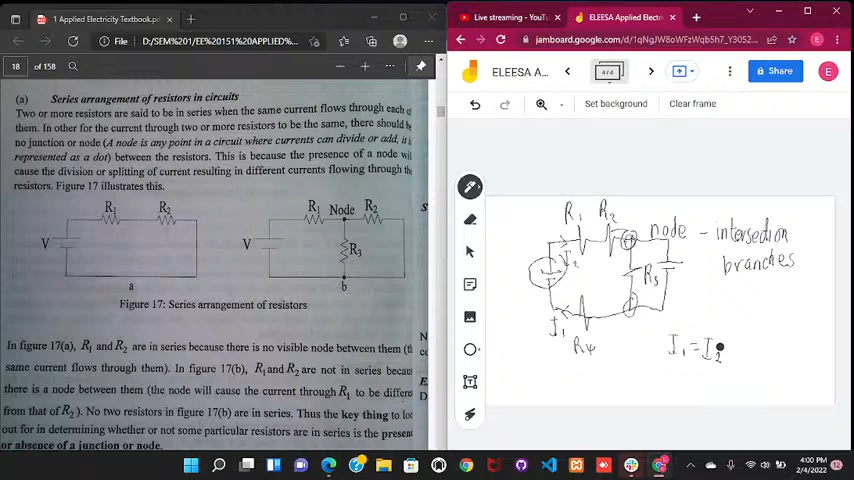 1 Applied Electricity Textbook.pdf
File
D:/SEM%201/EE%20151%20APPLIED%...
18 of 158
(a) Series arrangement of resistors in circuits
Two or more resistors are said to be in series when the same current flows through each of
them. In other for the current through two or more resistors to be the same, there should be
no junction or node (A node is any point in a circuit where currents can divide or add, it is
represented as a dot) between the resistors. This is because the presence of a node will
cause the division or splitting of current resulting in different currents flowing through the
resistors. Figure 17 illustrates this.
R1 R2
V
a
R1 Node R2
V
R3
b
Figure 17: Series arrangement of resistors
In figure 17(a), R1 and R2 are in series because there is no visible node between them (
same current flows through them). In figure 17(b), R1 and R2 are not in series
there is a node between them (the node will cause the current through R1 to be
from that of R2). No two resistors in figure 17(b) are in series. Thus the key thing to
out for in determining whether or not some particular resistors are in series is the
or absence of a junction or node.
Live streaming - YouT
ELEESA Applied Electri
jamboard.google.com/d/1qNgJW8oWFzWqb5h7_Y3052...
E
ELEESA A...
4/4
Share
E
Set background
Clear frame
R1 R2
node - intersection
branches
I2
R3
I1
R4
I1 = I2
4:00 PM
2/4/2022
12